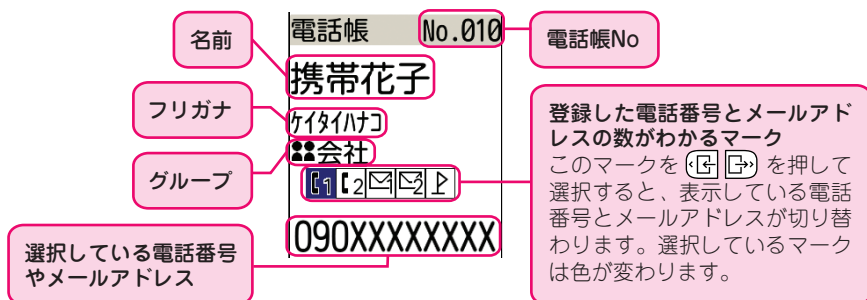 名前
フリガナ
グループ
選択している電話番号
やメールアドレス
電話帳 No.010
携帯花子
ｹｲﾀｲﾊﾅｺ
会社
1 2 1 2
090XXXXXXXX
電話帳No
登録した電話番号とメールアド
レスの数がわかるマーク
このマークを を押して
選択すると、表示している電話
番号とメールアドレスが切り替
わります。選択しているマーク
は色が変わります。